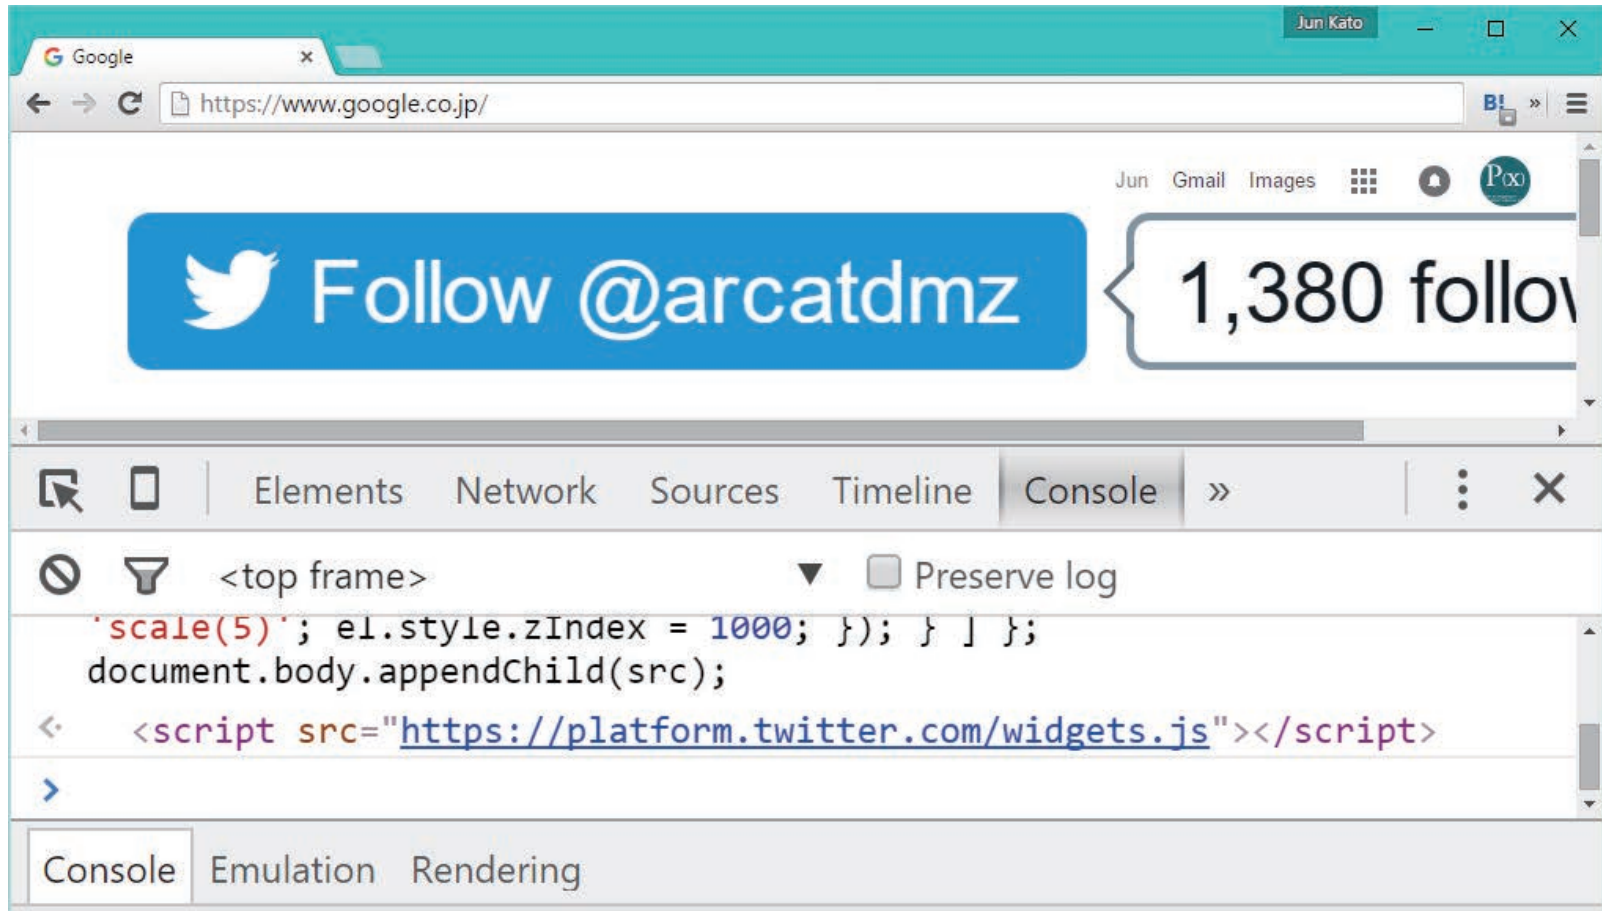 Jun Kato
Google
https://www.google.co.jp/
B!
Jun Gmail Images P(x)
Follow @arcatdmz 1,380 follow
Elements Network Sources Timeline Console »
<top frame> ▼ Preserve log
'scale(5)'; el.style.zIndex = 1000; }); } ] };
document.body.appendChild(src);
<script src="https://platform.twitter.com/widgets.js"></script>
>
Console Emulation Rendering